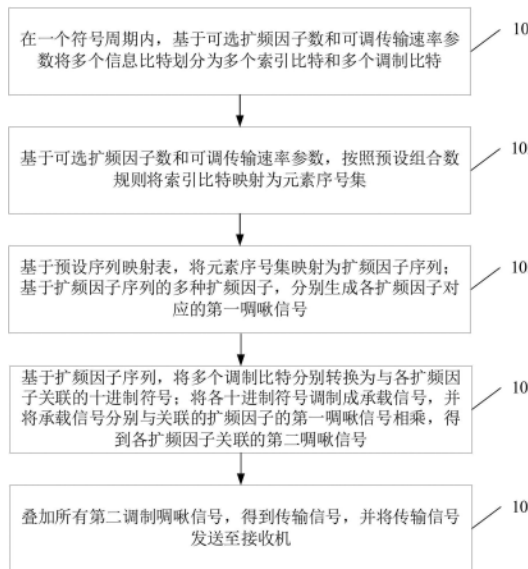 在一个符号周期内，基于可选扩频因子数和可调传输速率参
数将多个信息比特划分为多个索引比特和多个调制比特
10
基于可选扩频因子数和可调传输速率参数，按照预设组合数
规则将索引比特映射为元素序号集
10
基于预设序列映射表，将元素序号集映射为扩频因子序列；
基于扩频因子序列的多种扩频因子，分别生成各扩频因子对
应的第一啁啾信号
10
基于扩频因子序列，将多个调制比特分别转换为与各扩频因
子关联的十进制符号；将各十进制符号调制成承载信号，并
将承载信号分别与关联的扩频因子的第一啁啾信号相乘，得
到各扩频因子关联的第二啁啾信号
10
叠加所有第二调制啁啾信号，得到传输信号，并将传输信号
发送至接收机
10